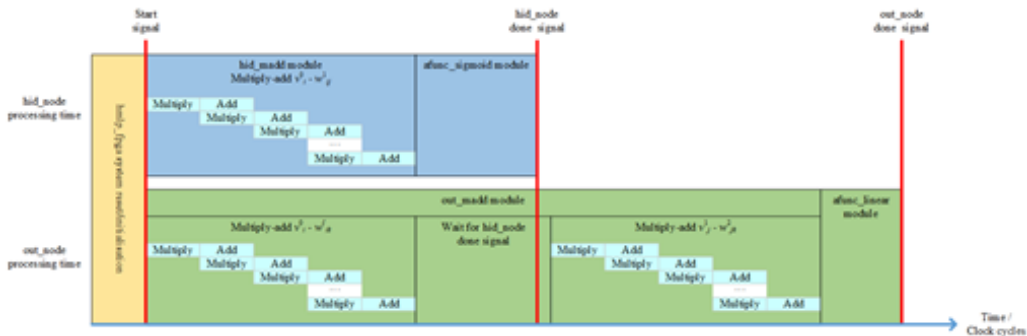 Start
signal
hid_node
done signal
out_node
done signal
hid_madd module
Multiply-add
afunc_sigmoid module
hid_node
processing time
Multiply Add
Multiply Add
Multiply Add
...
Multiply Add
system reset/initialisation
out_madd module
afunc_linear
module
Multiply-add
Wait for hid_node
done signal
Multiply-add
out_node
processing time
Multiply Add
Multiply Add
Multiply Add
...
Multiply Add
Multiply Add
Multiply Add
Multiply Add
...
Multiply Add
Time /
Clock cycles